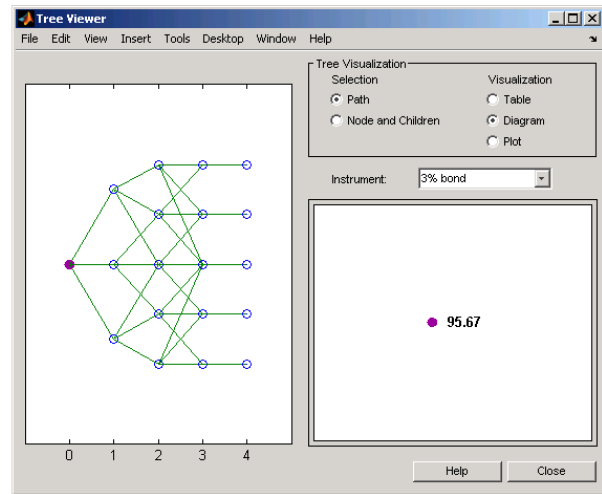 Tree Viewer
File Edit View Insert Tools Desktop Window Help
Tree Visualization
Selection
Visualization
Path
Table
Node and Children
Diagram
Plot
Instrument: 3% bond
95.67
0 1 2 3 4
Help Close